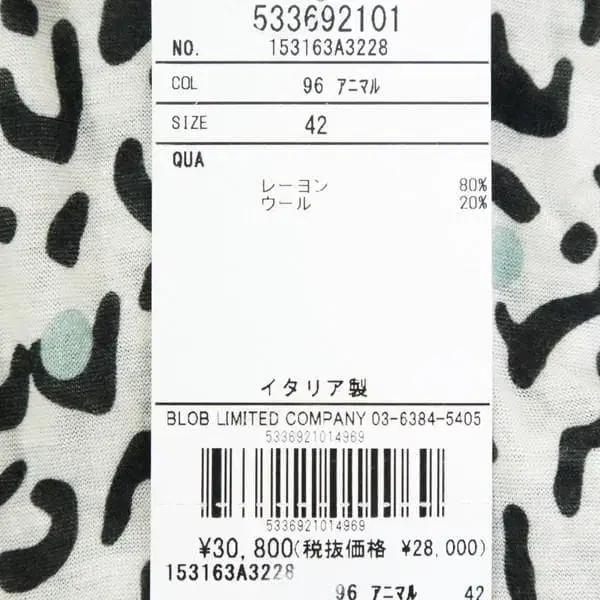 533692101
NO. 153163A3228
COL 96 アニマル
SIZE 42
QUA
レーヨン 80%
ウール 20%
イタリア製
BLOB LIMITED COMPANY 03-6384-5405
5336921014969
5336921014969
¥30,800(税抜価格 ¥28,000)
153163A3228
96 アニマル 42